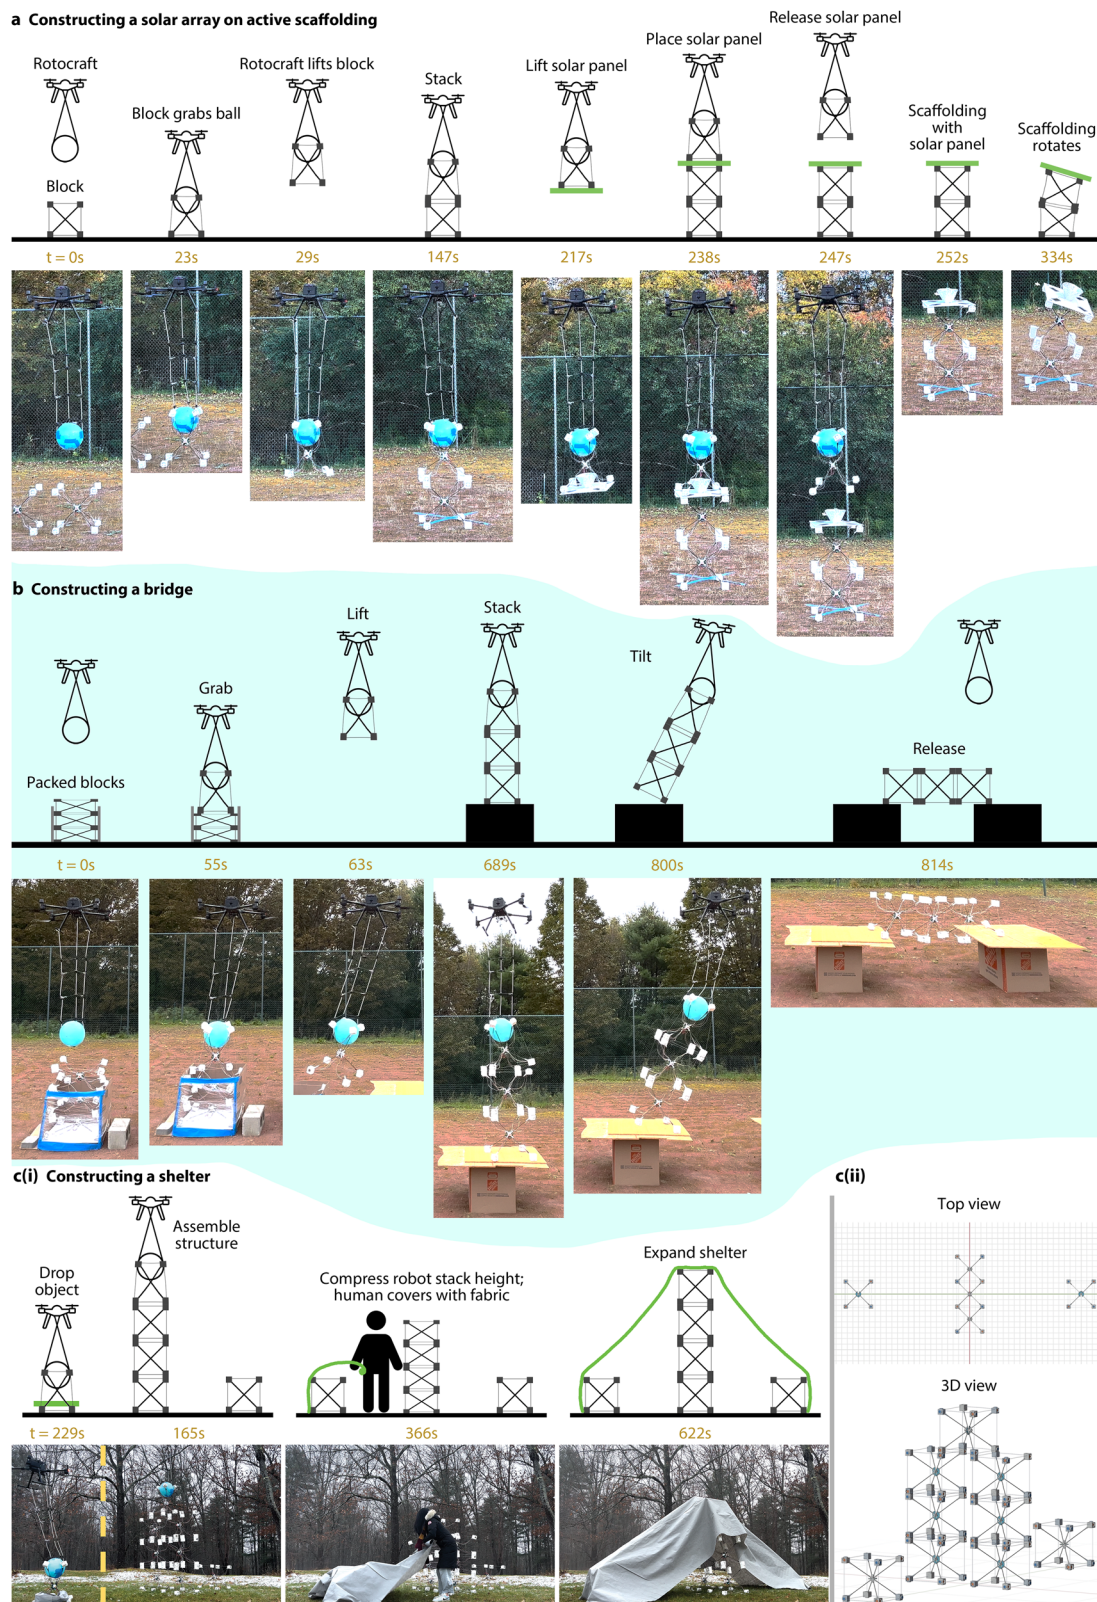 a Constructing a solar array on active scaffolding
Rotocraft
Block
Block grabs ball
Rotocraft lifts block
Stack
Lift solar panel
Place solar panel
Release solar panel
Scaffolding
with
solar panel
Scaffolding
rotates
t = 0s
23s
29s
147s
217s
238s
247s
252s
334s
b Constructing a bridge
Packed blocks
Grab
Lift
Stack
Tilt
Release
t = 0s
55s
63s
689s
800s
814s
c(i) Constructing a shelter
Drop
object
Assemble
structure
Compress robot stack height;
human covers with fabric
Expand shelter
t = 229s
165s
366s
622s
c(ii)
Top view
3D view